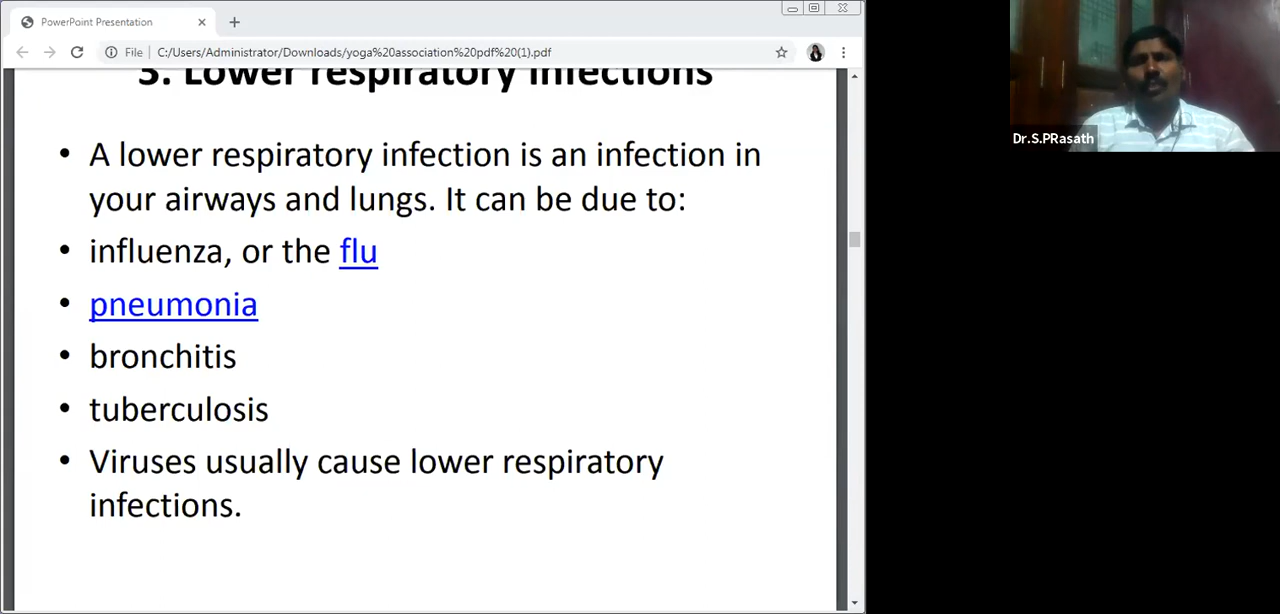 PowerPoint Presentation
File | C:/Users/Administrator/Downloads/yoga%20association%20pdf%20(1).pdf
3. Lower respiratory infections
• A lower respiratory infection is an infection in
your airways and lungs. It can be due to:
• influenza, or the flu
• pneumonia
• bronchitis
• tuberculosis
• Viruses usually cause lower respiratory
infections.
Dr.S.PRasath